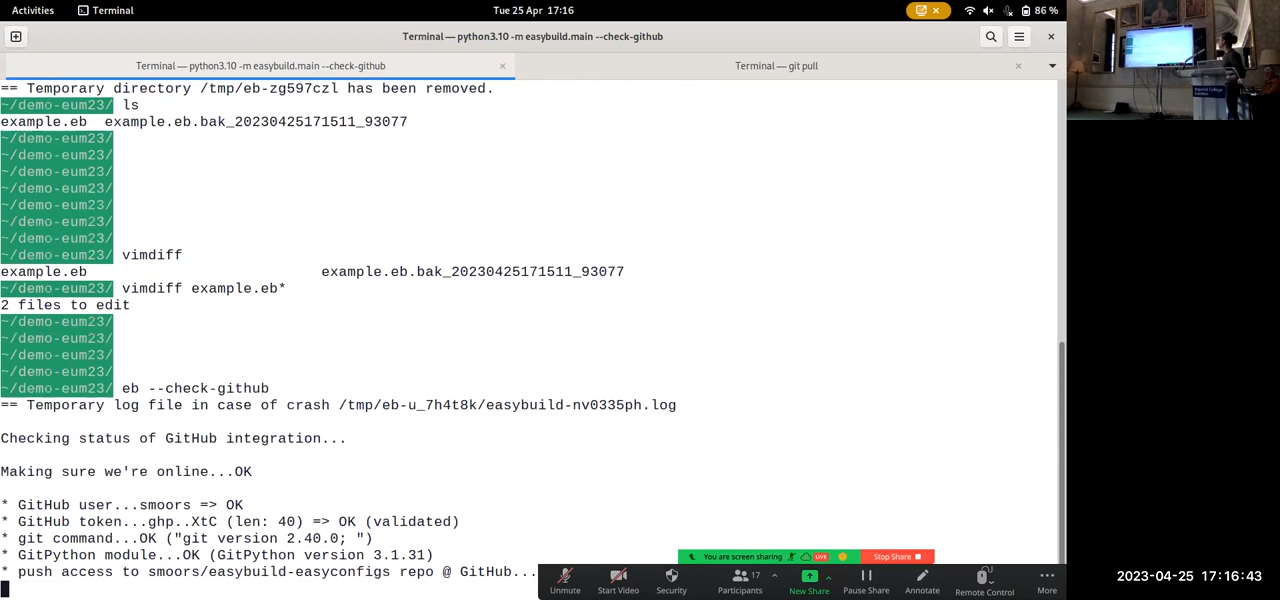 Activities
Terminal
Tue 25 Apr 17:16
86 %
Terminal — python3.10 -m easybuild.main --check-github
Terminal — python3.10 -m easybuild.main --check-github
Terminal — git pull
== Temporary directory /tmp/eb-zg597czl has been removed.
~/demo-eum23/ ls
example.eb  example.eb.bak_20230425171511_93077
~/demo-eum23/
~/demo-eum23/
~/demo-eum23/
~/demo-eum23/
~/demo-eum23/
~/demo-eum23/
~/demo-eum23/
~/demo-eum23/ vimdiff
example.eb                           example.eb.bak_20230425171511_93077
~/demo-eum23/ vimdiff example.eb*
2 files to edit
~/demo-eum23/
~/demo-eum23/
~/demo-eum23/
~/demo-eum23/
~/demo-eum23/ eb --check-github
== Temporary log file in case of crash /tmp/eb-u_7h4t8k/easybuild-nv0335ph.log
Checking status of GitHub integration...
Making sure we're online...OK
* GitHub user...smoors => OK
* GitHub token...ghp..XtC (len: 40) => OK (validated)
* git command...OK ("git version 2.40.0; ")
* GitPython module...OK (GitPython version 3.1.31)
* push access to smoors/easybuild-easyconfigs repo @ GitHub...
You are screen sharing
LIVE
Stop Share
17
Unmute
Start Video
Security
Participants
New Share
Pause Share
Annotate
Remote Control
More
Imperial College
London
2023-04-25 17:16:43